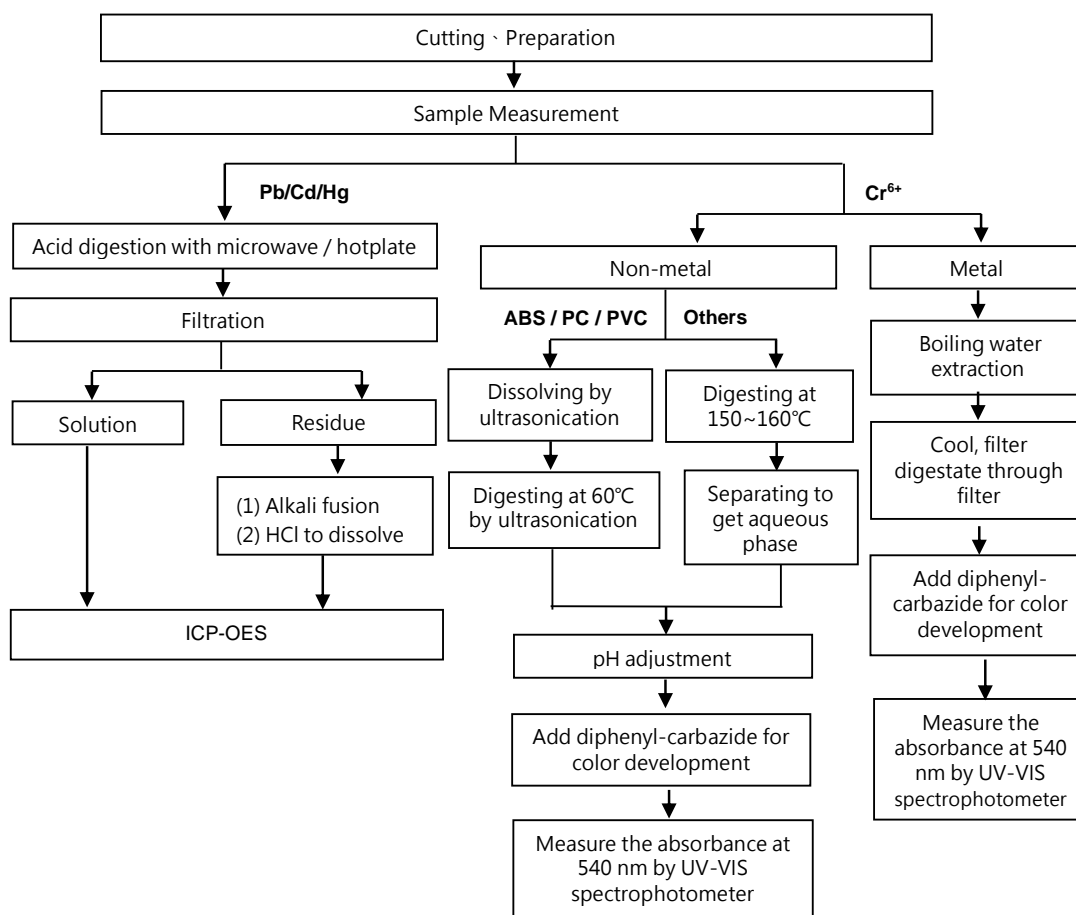 Cutting、Preparation
Sample Measurement
Pb/Cd/Hg
Cr⁶⁺
Acid digestion with microwave / hotplate
Non-metal
Metal
Filtration
ABS / PC / PVC
Others
Boiling water
extraction
Solution
Residue
Dissolving by
ultrasonication
Digesting at
150~160℃
(1) Alkali fusion
(2) HCl to dissolve
Digesting at 60℃
by ultrasonication
Separating to
get aqueous
phase
Cool, filter
digestate through
filter
ICP-OES
pH adjustment
Add diphenyl-
carbazide for color
development
Add diphenyl-carbazide for
color development
Measure the
absorbance at 540
nm by UV-VIS
spectrophotometer
Measure the absorbance at
540 nm by UV-VIS
spectrophotometer